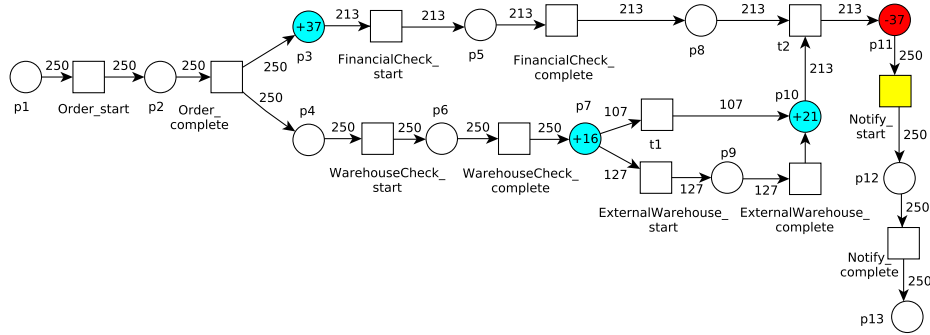 +37
213
213
213
213
213
213
-37
p3
FinancialCheck_
start
p5
FinancialCheck_
complete
p8
t2
p11
250
250
250
250
250
p1
Order_start
p2
Order_
complete
250
p4
250
p6
250
250
250
250
WarehouseCheck_
start
WarehouseCheck_
complete
p7
+16
107
t1
107
p10
+21
213
127
127
p9
127
ExternalWarehouse_
start
ExternalWarehouse_
complete
Notify_
start
250
p12
250
Notify_
complete
250
p13